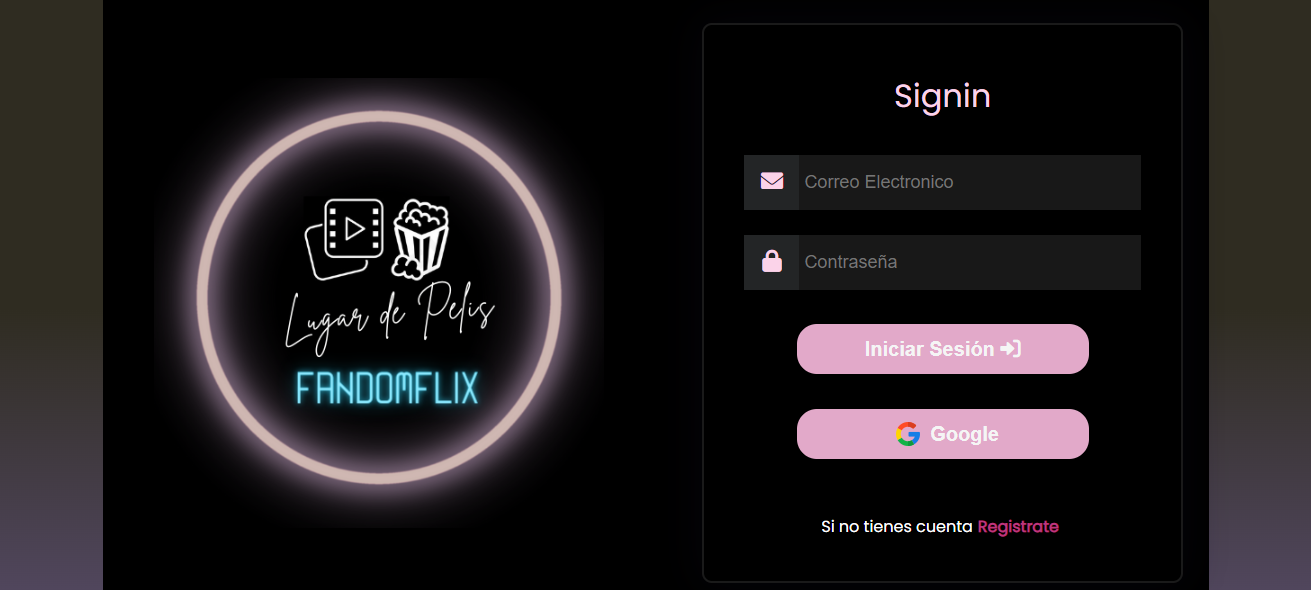 Lugar de Pelis
FANDOMFLIX
Signin
Correo Electronico
Contraseña
Iniciar Sesión
Google
Si no tienes cuenta Registrate